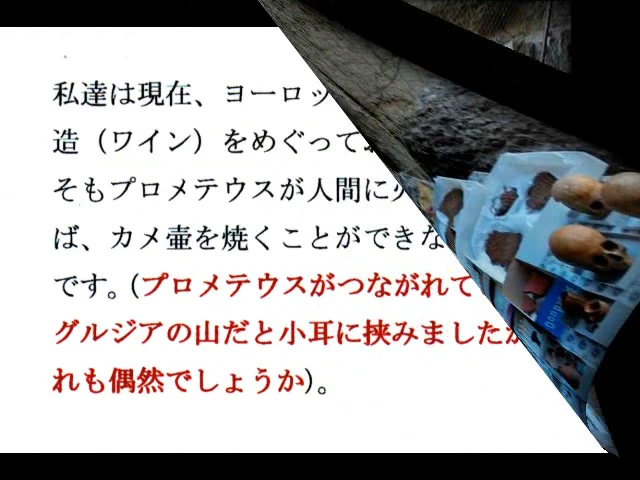 私達は現在、ヨーロッ
造（ワイン）をめぐって
そもプロメテウスが人間に火
ば、カメ壷を焼くことができな
です。(プロメテウスがつながれて
グルジアの山だと小耳に挟みましたが
れも偶然でしょうか)。